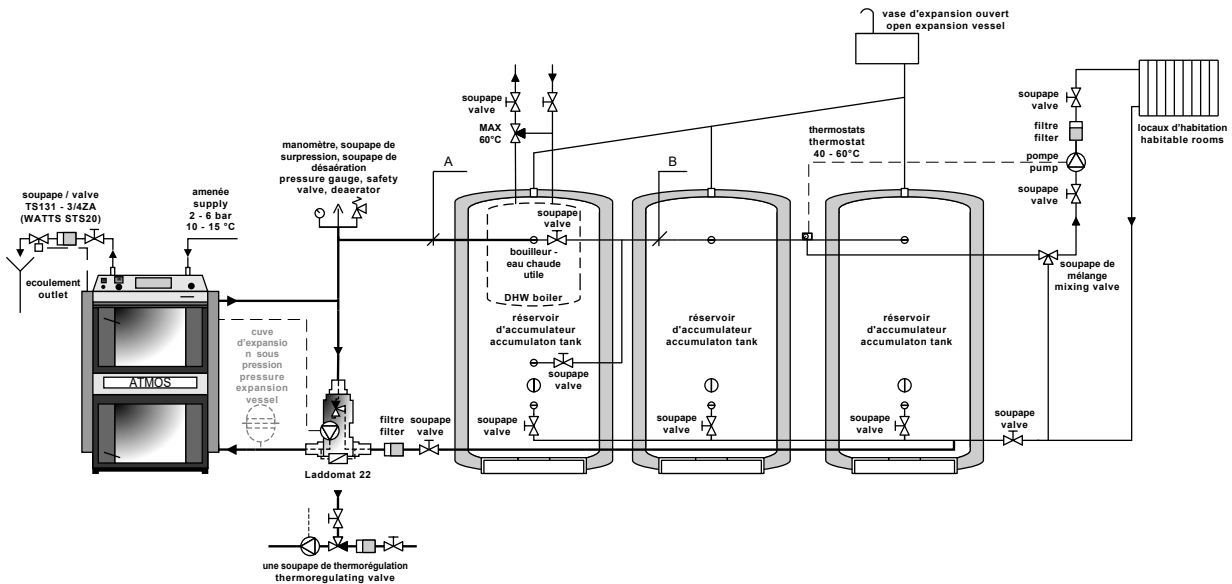 vase d'expansion ouvert
open expansion vessel
soupape
valve
MAX
60°C
manomètre, soupape de
surpression, soupape de
désaération
pressure gauge, safety
valve, deaerator
A
B
thermostats
thermostat
40 - 60°C
soupape
valve
filtre
filter
pompe
pump
soupape
valve
locaux d'habitation
habitable rooms
soupape / valve
TS131 - 3/4ZA
(WATTS STS20)
amenée
supply
2 - 6 bar
10 - 15 °C
ecoulement
outlet
soupape
valve
bouilleur -
eau chaude
utile
DHW boiler
soupape de
mélange
mixing valve
réservoir
d'accumulateur
accumulaton tank
réservoir
d'accumulateur
accumulaton tank
réservoir
d'accumulateur
accumulaton tank
cuve
d'expansio
n sous
pression
pressure
expansion
vessel
ATMOS
soupape
valve
filtre
filter
soupape
valve
soupape
valve
soupape
valve
soupape
valve
soupape
valve
Laddomat 22
une soupape de thermorégulation
thermoregulating valve